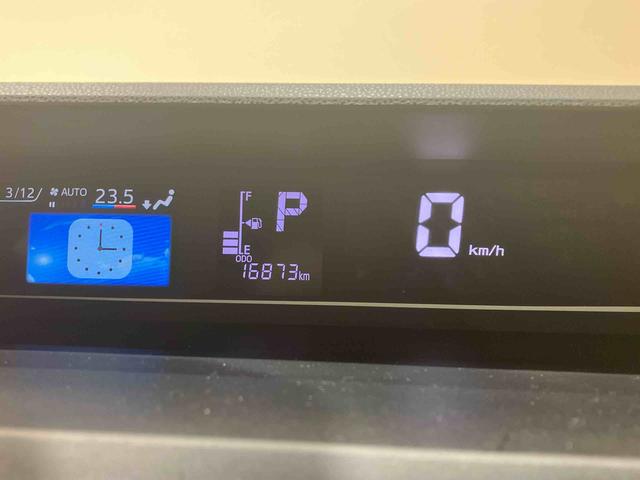 3/12/ AUTO 23.5
F
P
E
ODO
16873km
0 km/h